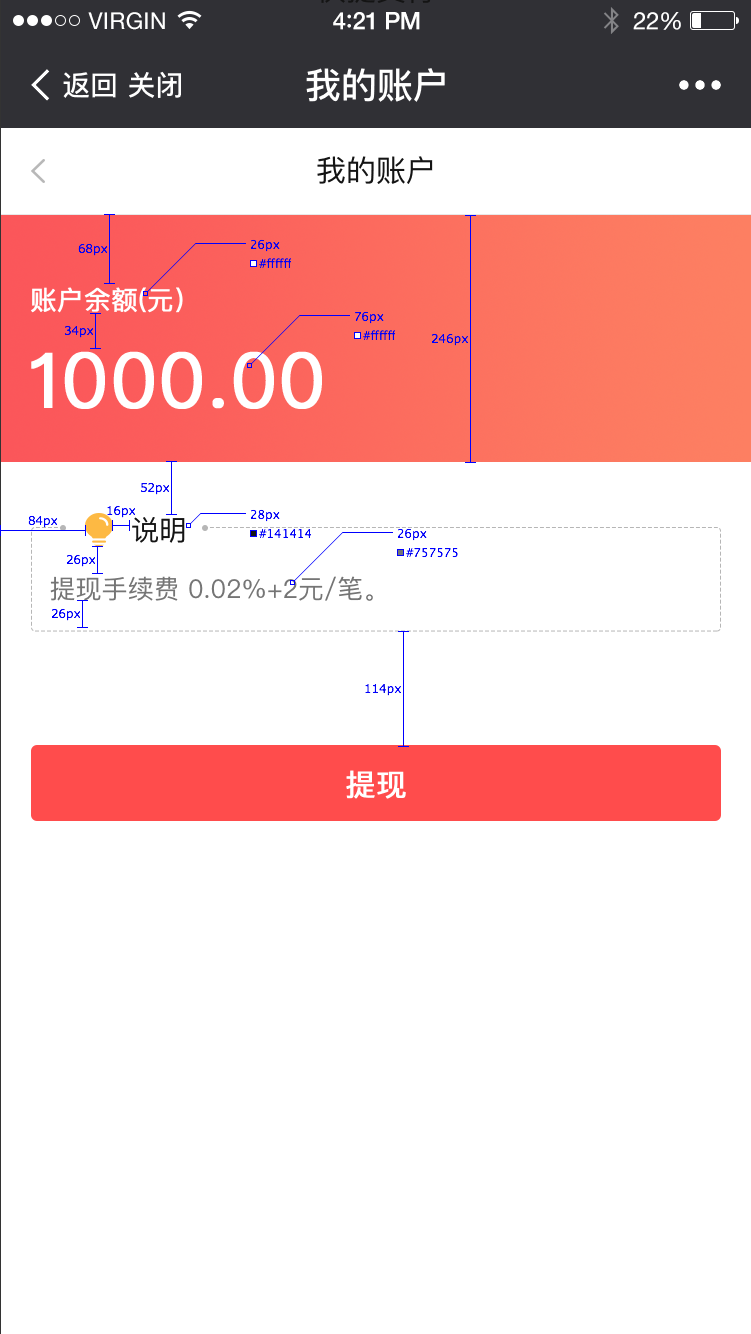 VIRGIN 4:21 PM 22%
返回 关闭 我的账户
我的账户
68px
26px
#ffffff
账户余额(元)
34px
76px
#ffffff
246px
1000.00
52px
84px
16px
说明
28px
#141414
26px
#757575
26px
提现手续费 0.02%+2元/笔。
26px
114px
提现